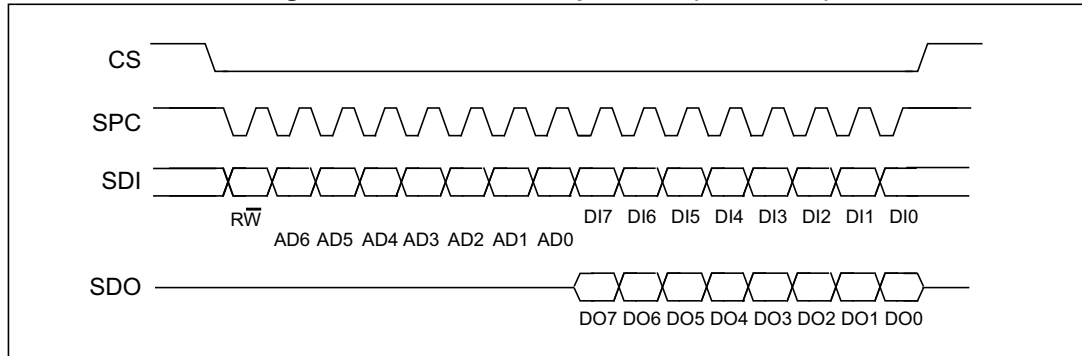 CS
SPC
SDI
RW̅ DI7 DI6 DI5 DI4 DI3 DI2 DI1 DI0
AD6 AD5 AD4 AD3 AD2 AD1 AD0
SDO
DO7 DO6 DO5 DO4 DO3 DO2 DO1 DO0